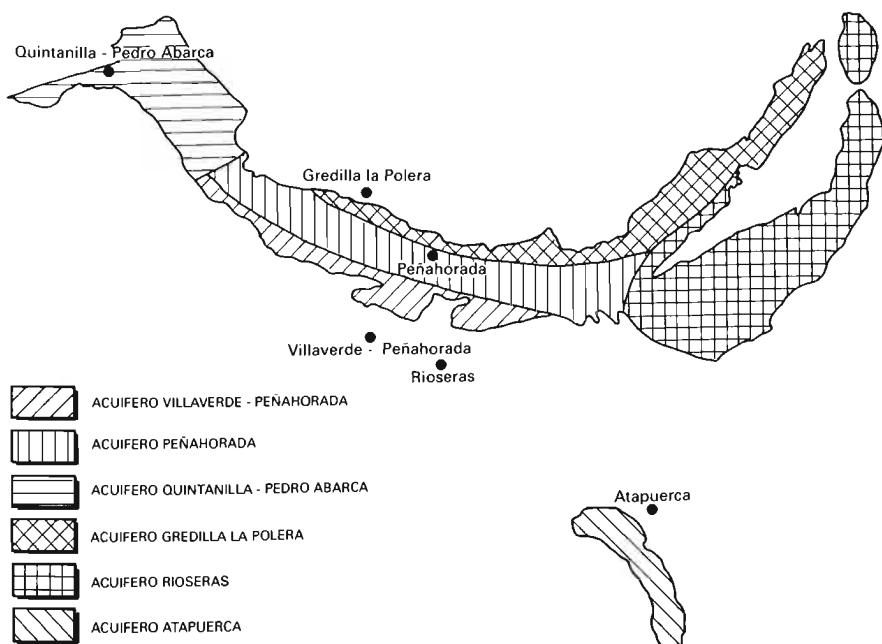 Quintanilla - Pedro Abarca
Gredilla la Polera
Peñahorada
Villaverde - Peñahorada
Rioseras
ACUIFERO VILLAVERDE - PEÑAHORADA
ACUIFERO PEÑAHORADA
ACUIFERO QUINTANILLA - PEDRO ABARCA
Atapuerca
ACUIFERO GREDILLA LA POLERA
ACUIFERO RIOSERAS
ACUIFERO ATAPUERCA